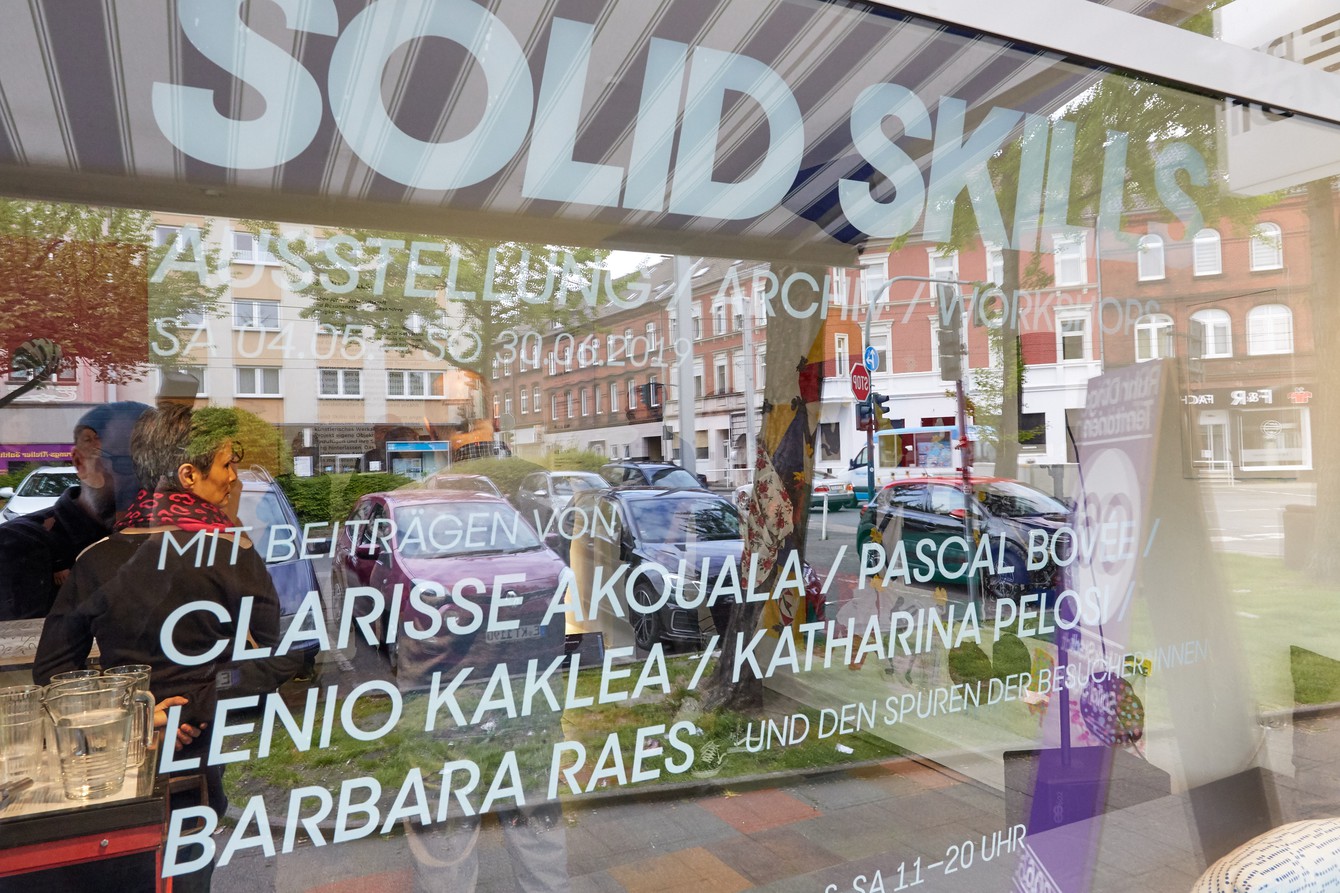 SOLID SKILLS
AUSSTELLUNG / ARCHIV / WORKSHOPS
SA 04.05. – SO 30.06.2019
STOP
F&R
MIT BEITRÄGEN VON
CLARISSE AKOUALA / PASCAL BOVÉE /
LENIO KAKLEA / KATHARINA PELOSI /
BARBARA RAES UND DEN SPUREN DER BESUCHER*INNEN
SA 11–20 UHR